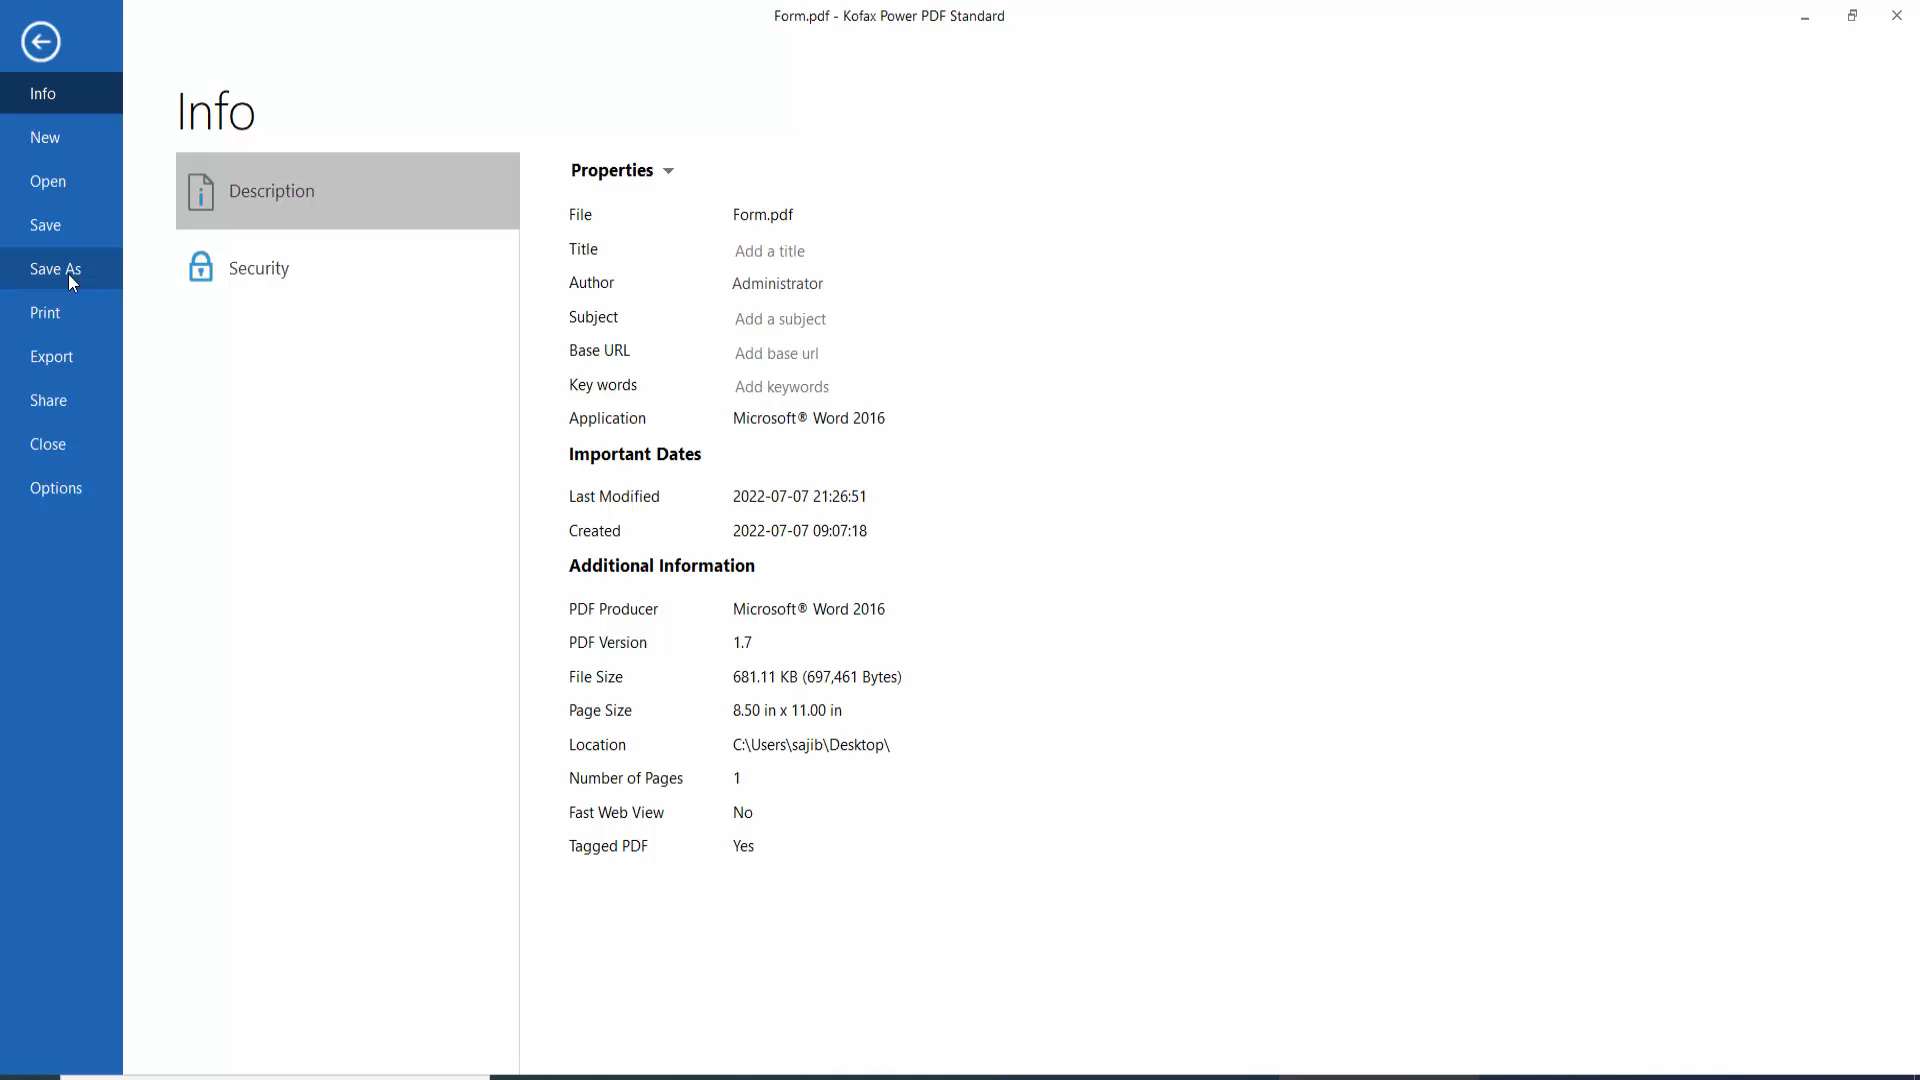 Form.pdf - Kofax Power PDF Standard
Info
New
Open
Save
Save As
Print
Export
Share
Close
Options
Info
Description
Security
Properties
File Form.pdf
Title Add a title
Author Administrator
Subject Add a subject
Base URL Add base url
Key words Add keywords
Application Microsoft® Word 2016
Important Dates
Last Modified 2022-07-07 21:26:51
Created 2022-07-07 09:07:18
Additional Information
PDF Producer Microsoft® Word 2016
PDF Version 1.7
File Size 681.11 KB (697,461 Bytes)
Page Size 8.50 in x 11.00 in
Location C:\Users\sajib\Desktop\
Number of Pages 1
Fast Web View No
Tagged PDF Yes